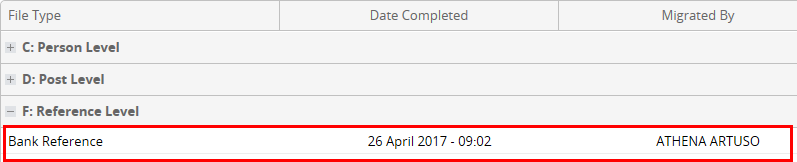 File Type Date Completed Migrated By
C: Person Level
D: Post Level
F: Reference Level
Bank Reference 26 April 2017 - 09:02 ATHENA ARTUSO